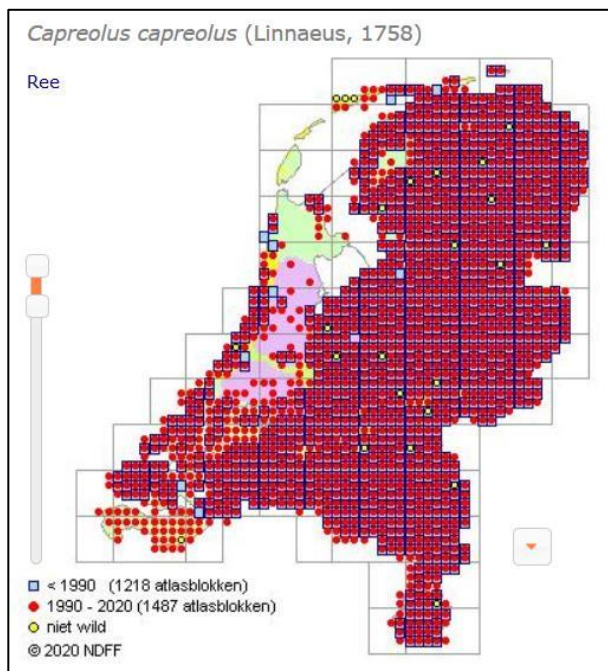 Capreolus capreolus (Linnaeus, 1758)
Ree
< 1990 (1218 atlasblokken)
1990 - 2020 (1487 atlasblokken)
niet wild
© 2020 NDFF